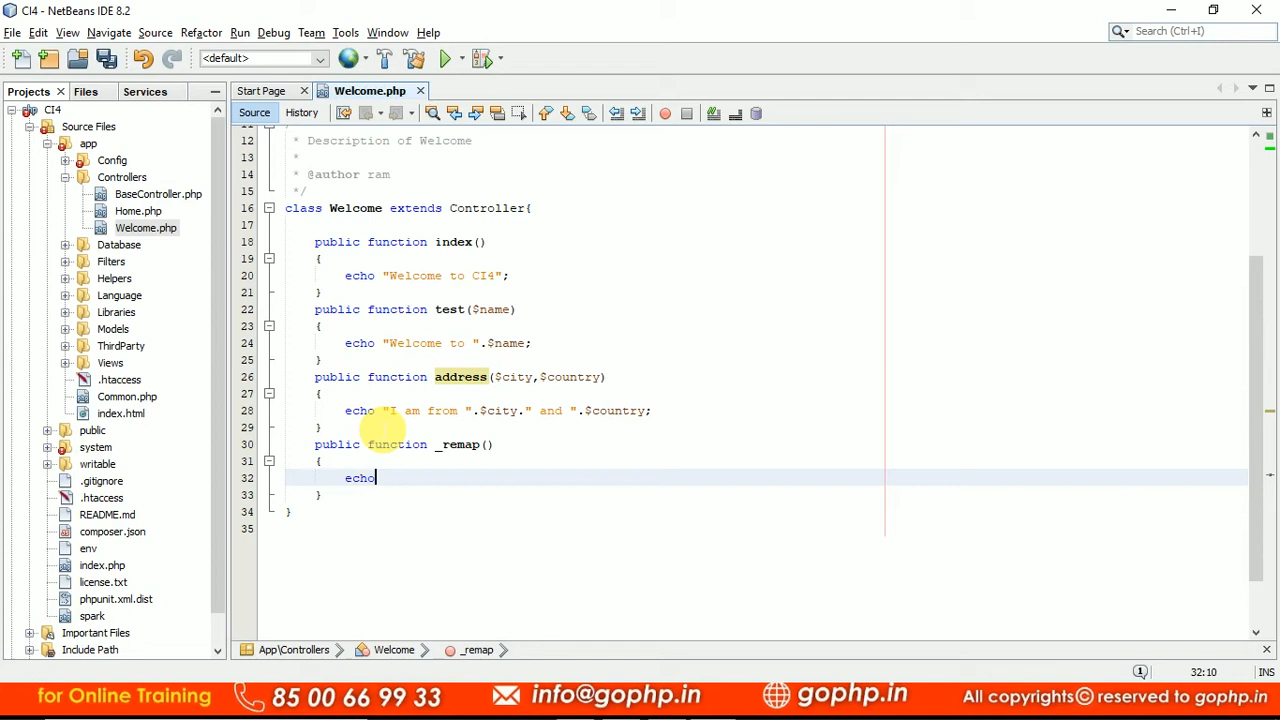 CI4 - NetBeans IDE 8.2
File Edit View Navigate Source Refactor Run Debug Team Tools Window Help
Search (Ctrl+I)
<default>
Projects Files Services
Start Page Welcome.php
Source History
CI4
Source Files
app
Config
Controllers
BaseController.php
Home.php
Welcome.php
Database
Filters
Helpers
Language
Libraries
Models
ThirdParty
Views
.htaccess
Common.php
index.html
public
system
writable
.gitignore
.htaccess
README.md
composer.json
env
index.php
license.txt
phpunit.xml.dist
spark
Important Files
Include Path
12 * Description of Welcome
13 *
14 * @author ram
15 */
16 class Welcome extends Controller{
17
18 public function index()
19 {
20 echo "Welcome to CI4";
21 }
22 public function test($name)
23 {
24 echo "Welcome to ".$name;
25 }
26 public function address($city,$country)
27 {
28 echo "I am from ".$city." and ".$country;
29 }
30 public function _remap()
31 {
32 echo
33 }
34 }
35
App\Controllers Welcome _remap
1 32:10 INS
for Online Training 85 00 66 99 33 info@gophp.in gophp.in All copyrights© reserved to gophp.in